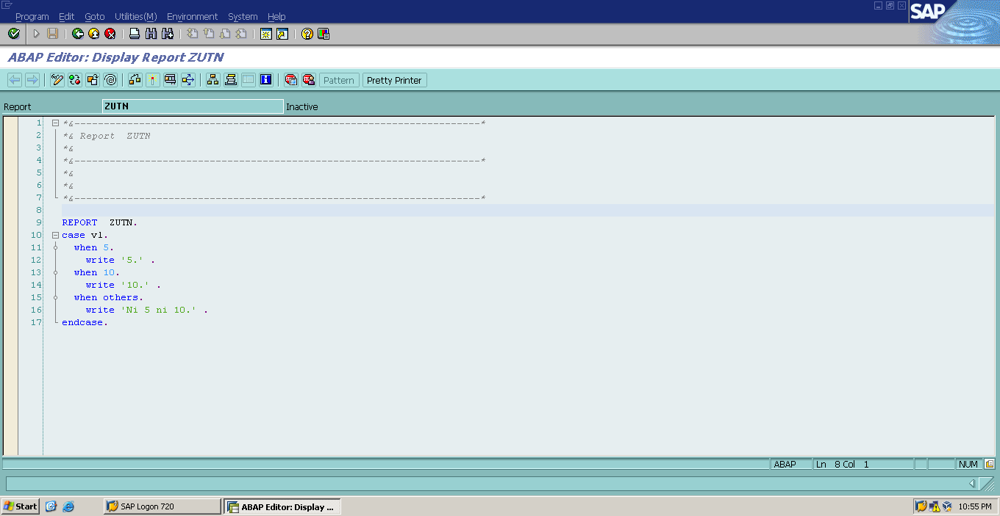 Program Edit Goto Utilities(M) Environment System Help
SAP
ABAP Editor: Display Report ZUTN
Pattern Pretty Printer
Report ZUTN Inactive
1 *&---------------------------------------------------------------------*
2 *& Report  ZUTN
3 *&
4 *&---------------------------------------------------------------------*
5 *&
6 *&
7 *&---------------------------------------------------------------------*
8
9 REPORT  ZUTN.
10 case v1.
11   when 5.
12     write '5.' .
13   when 10.
14     write '10.' .
15   when others.
16     write 'Ni 5 ni 10.' .
17 endcase.
ABAP Ln 8 Col 1 NUM
Start SAP Logon 720 ABAP Editor: Display ... 10:55 PM